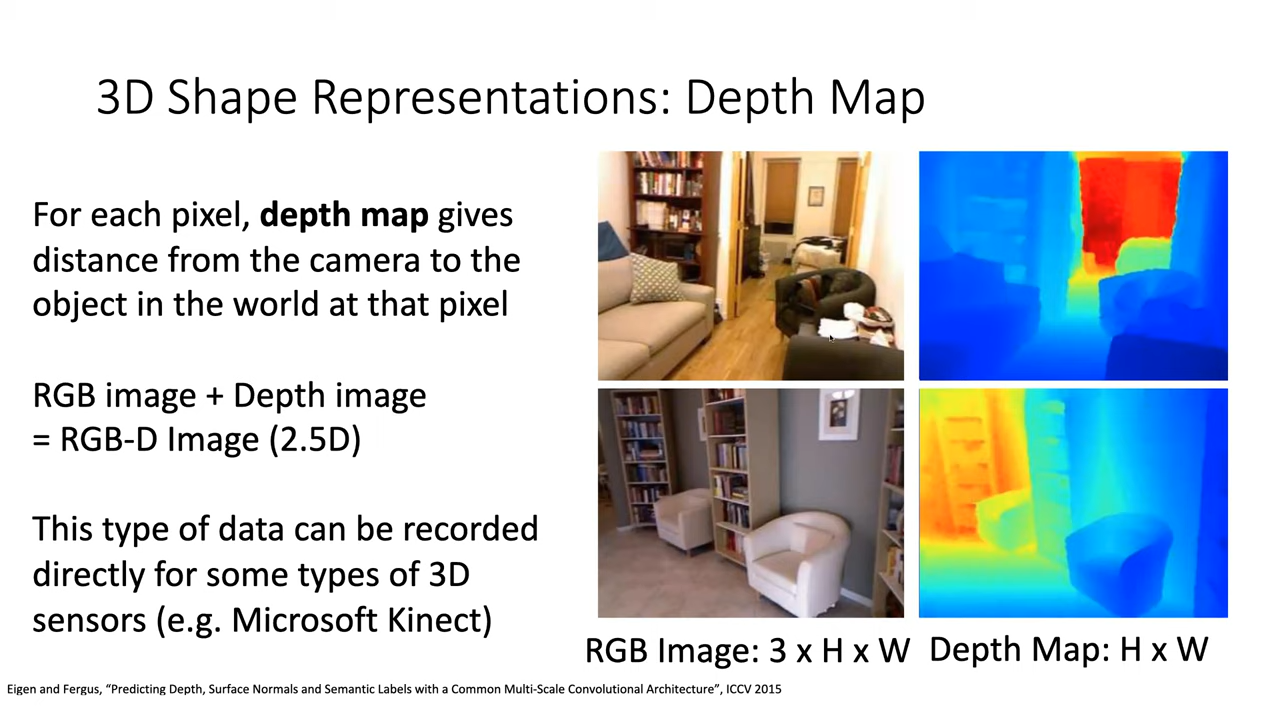 3D Shape Representations: Depth Map
For each pixel, depth map gives
distance from the camera to the
object in the world at that pixel
RGB image + Depth image
= RGB-D Image (2.5D)
This type of data can be recorded
directly for some types of 3D
sensors (e.g. Microsoft Kinect)
RGB Image: 3 x H x W
Depth Map: H x W
Eigen and Fergus, “Predicting Depth, Surface Normals and Semantic Labels with a Common Multi-Scale Convolutional Architecture”, ICCV 2015